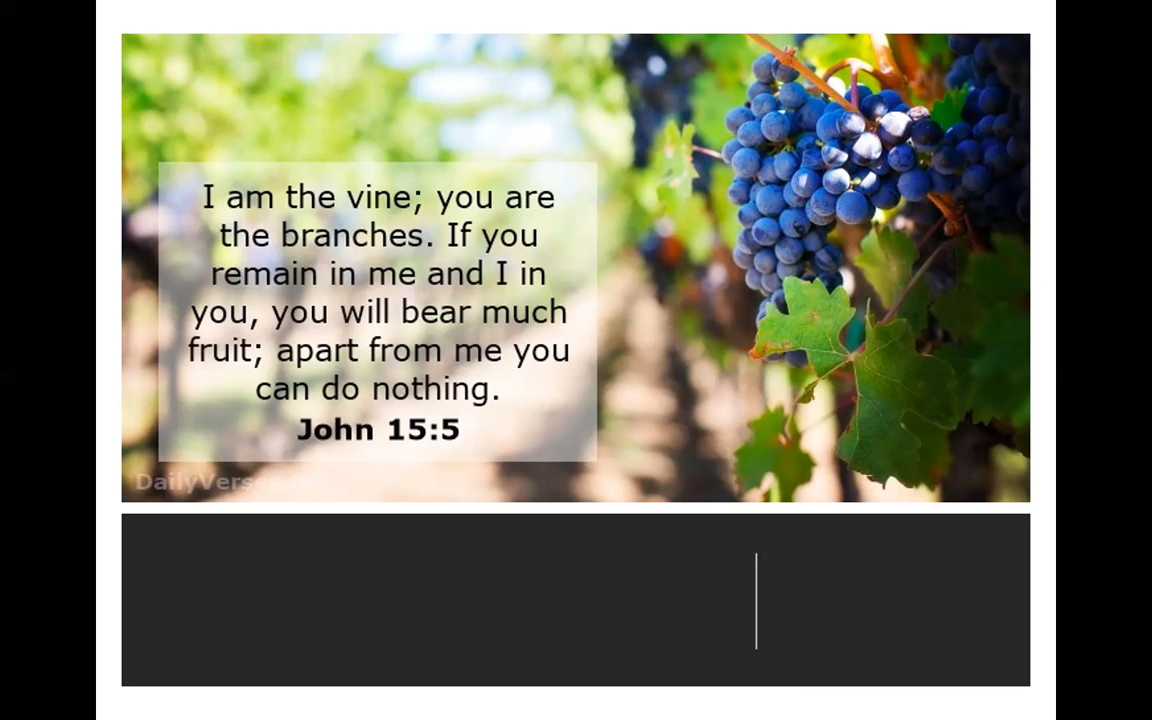 I am the vine; you are
the branches. If you
remain in me and I in
you, you will bear much
fruit; apart from me you
can do nothing.
John 15:5